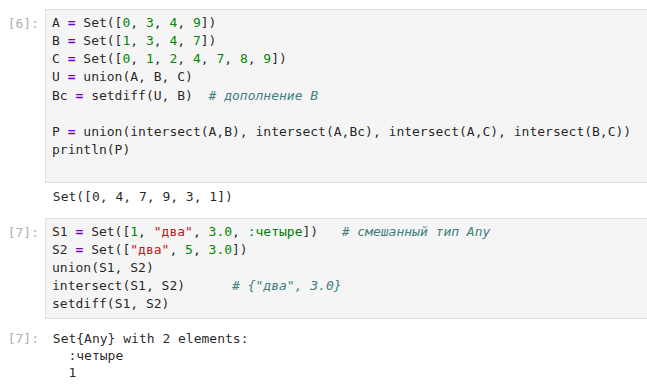 [6]: A = Set([0, 3, 4, 9])
B = Set([1, 3, 4, 7])
C = Set([0, 1, 2, 4, 7, 8, 9])
U = union(A, B, C)
Bc = setdiff(U, B)  # дополнение B
P = union(intersect(A,B), intersect(A,Bc), intersect(A,C), intersect(B,C))
println(P)
Set([0, 4, 7, 9, 3, 1])
[7]: S1 = Set([1, "два", 3.0, :четыре])   # смешанный тип Any
S2 = Set(["два", 5, 3.0])
union(S1, S2)
intersect(S1, S2)      # {"два", 3.0}
setdiff(S1, S2)
[7]: Set{Any} with 2 elements:
  :четыре
  1